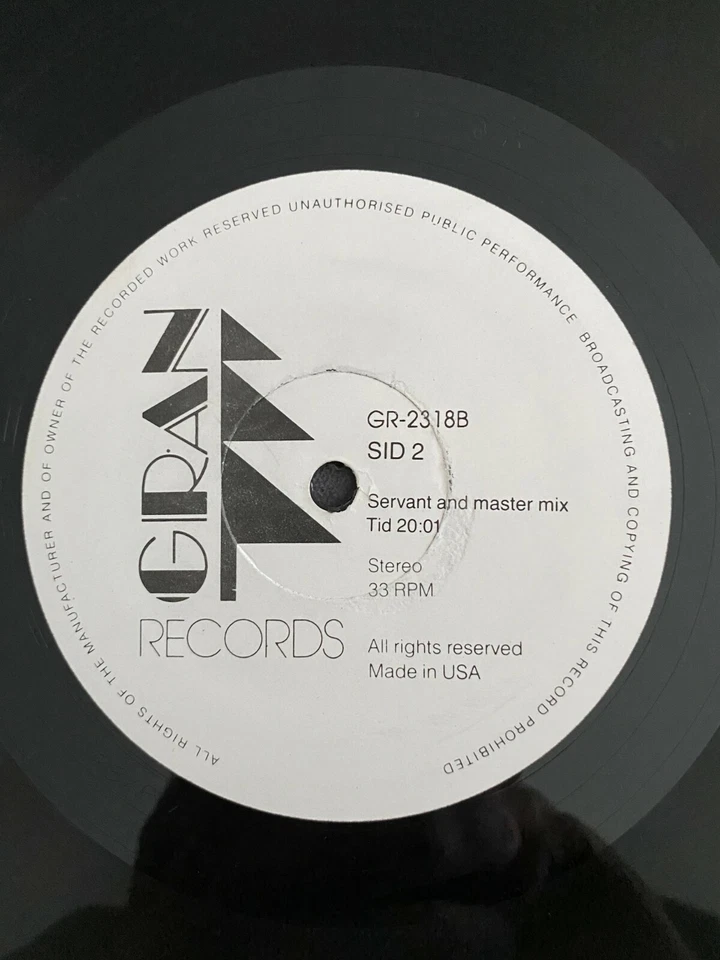 ALL RIGHTS OF THE MANUFACTURER AND OF OWNER OF THE RECORDED WORK RESERVED UNAUTHORISED PUBLIC PERFORMANCE BROADCASTING AND COPYING OF THIS RECORD PROHIBITED
GRAN
RECORDS
GR-2318B
SID 2
Servant and master mix
Tid 20:01
Stereo
33 RPM
All rights reserved
Made in USA